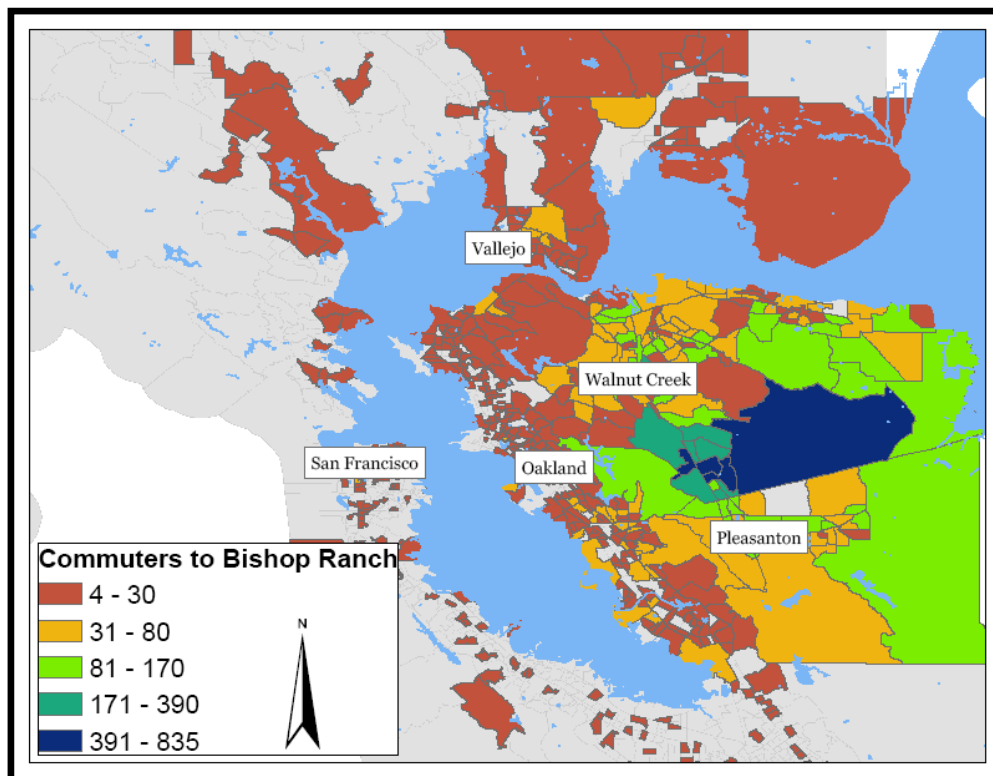 Vallejo
Walnut Creek
San Francisco
Oakland
Pleasanton
Commuters to Bishop Ranch
4 - 30
31 - 80
81 - 170
171 - 390
391 - 835
N